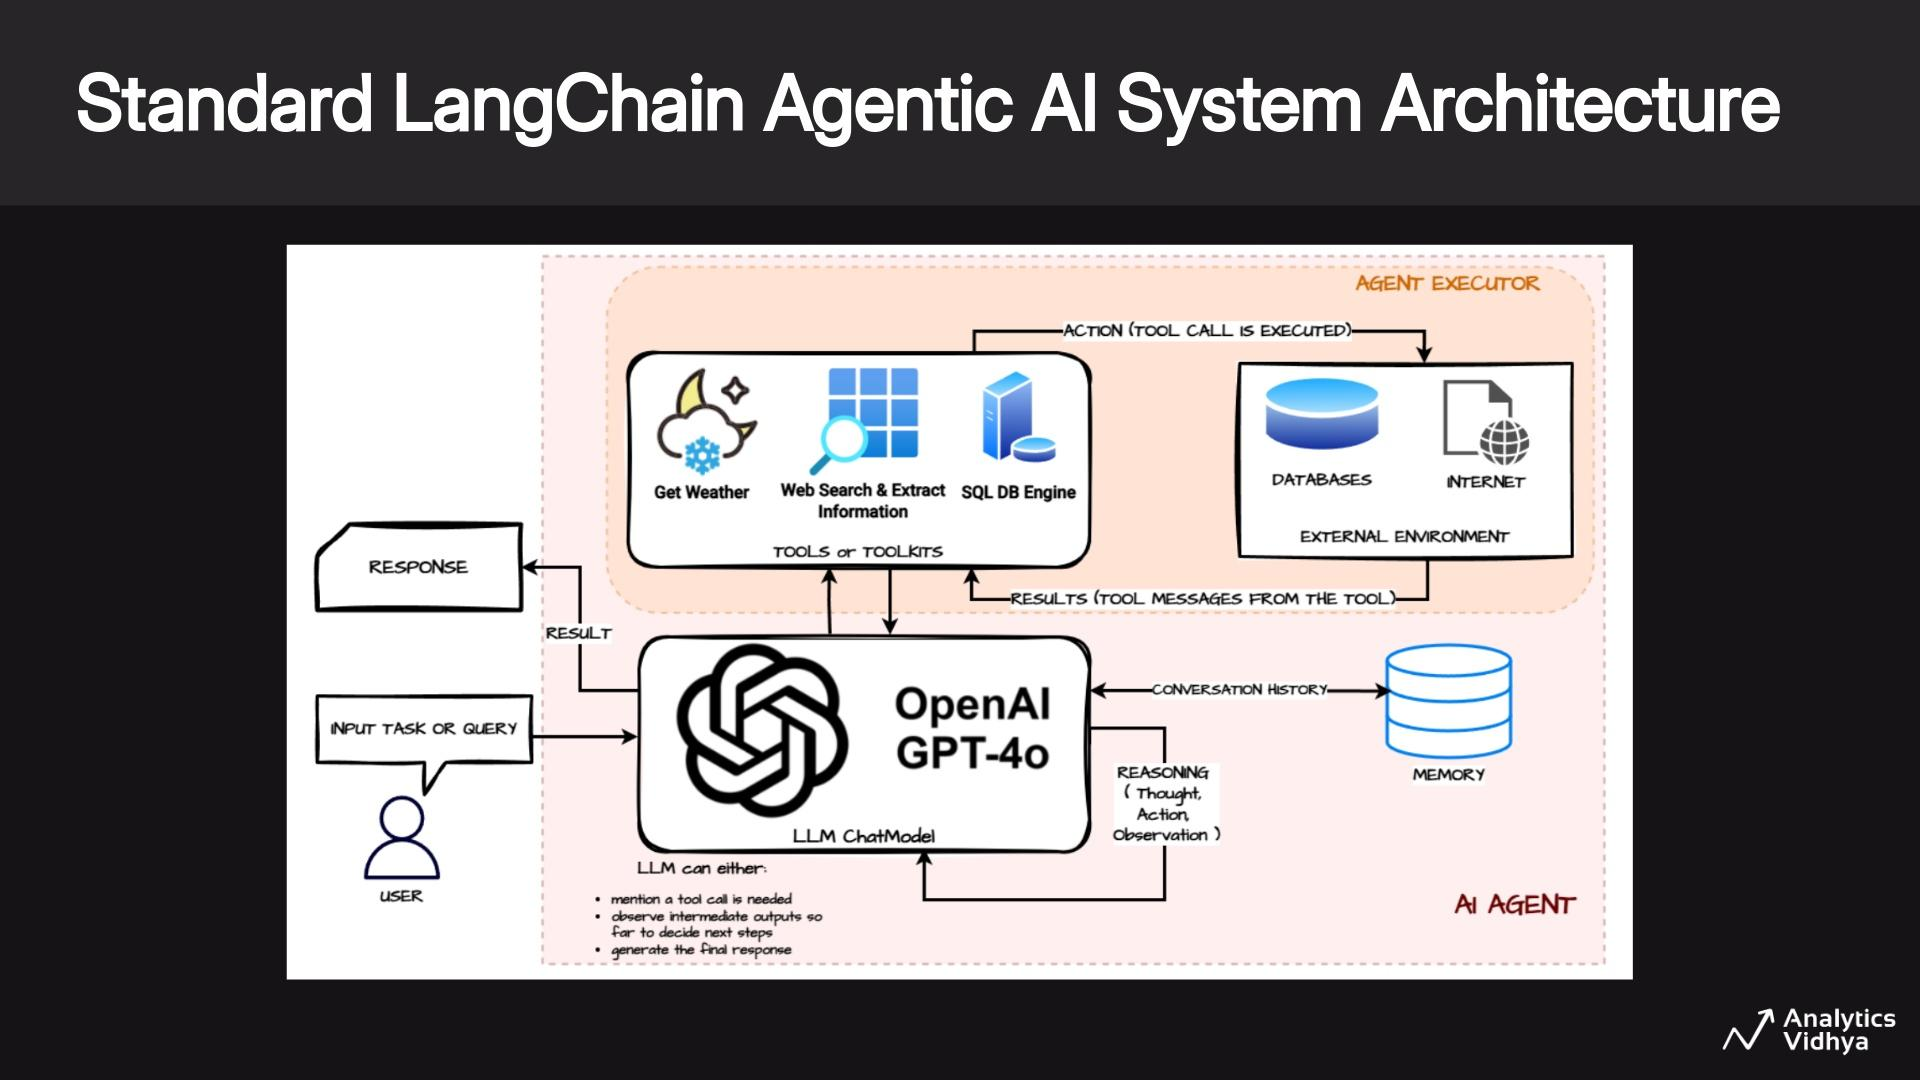 Standard LangChain Agentic AI System Architecture
AGENT EXECUTOR
ACTION (TOOL CALL IS EXECUTED)
Get Weather
Web Search & Extract
Information
SQL DB Engine
TOOLS or TOOLKITS
DATABASES
INTERNET
EXTERNAL ENVIRONMENT
RESULTS (TOOL MESSAGES FROM THE TOOL)
RESPONSE
RESULT
INPUT TASK OR QUERY
USER
OpenAI
GPT-4o
LLM ChatModel
CONVERSATION HISTORY
MEMORY
REASONING
( Thought,
Action,
Observation )
LLM can either:
• mention a tool call is needed
• observe intermediate outputs so
far to decide next steps
• generate the final response
AI AGENT
Analytics
Vidhya